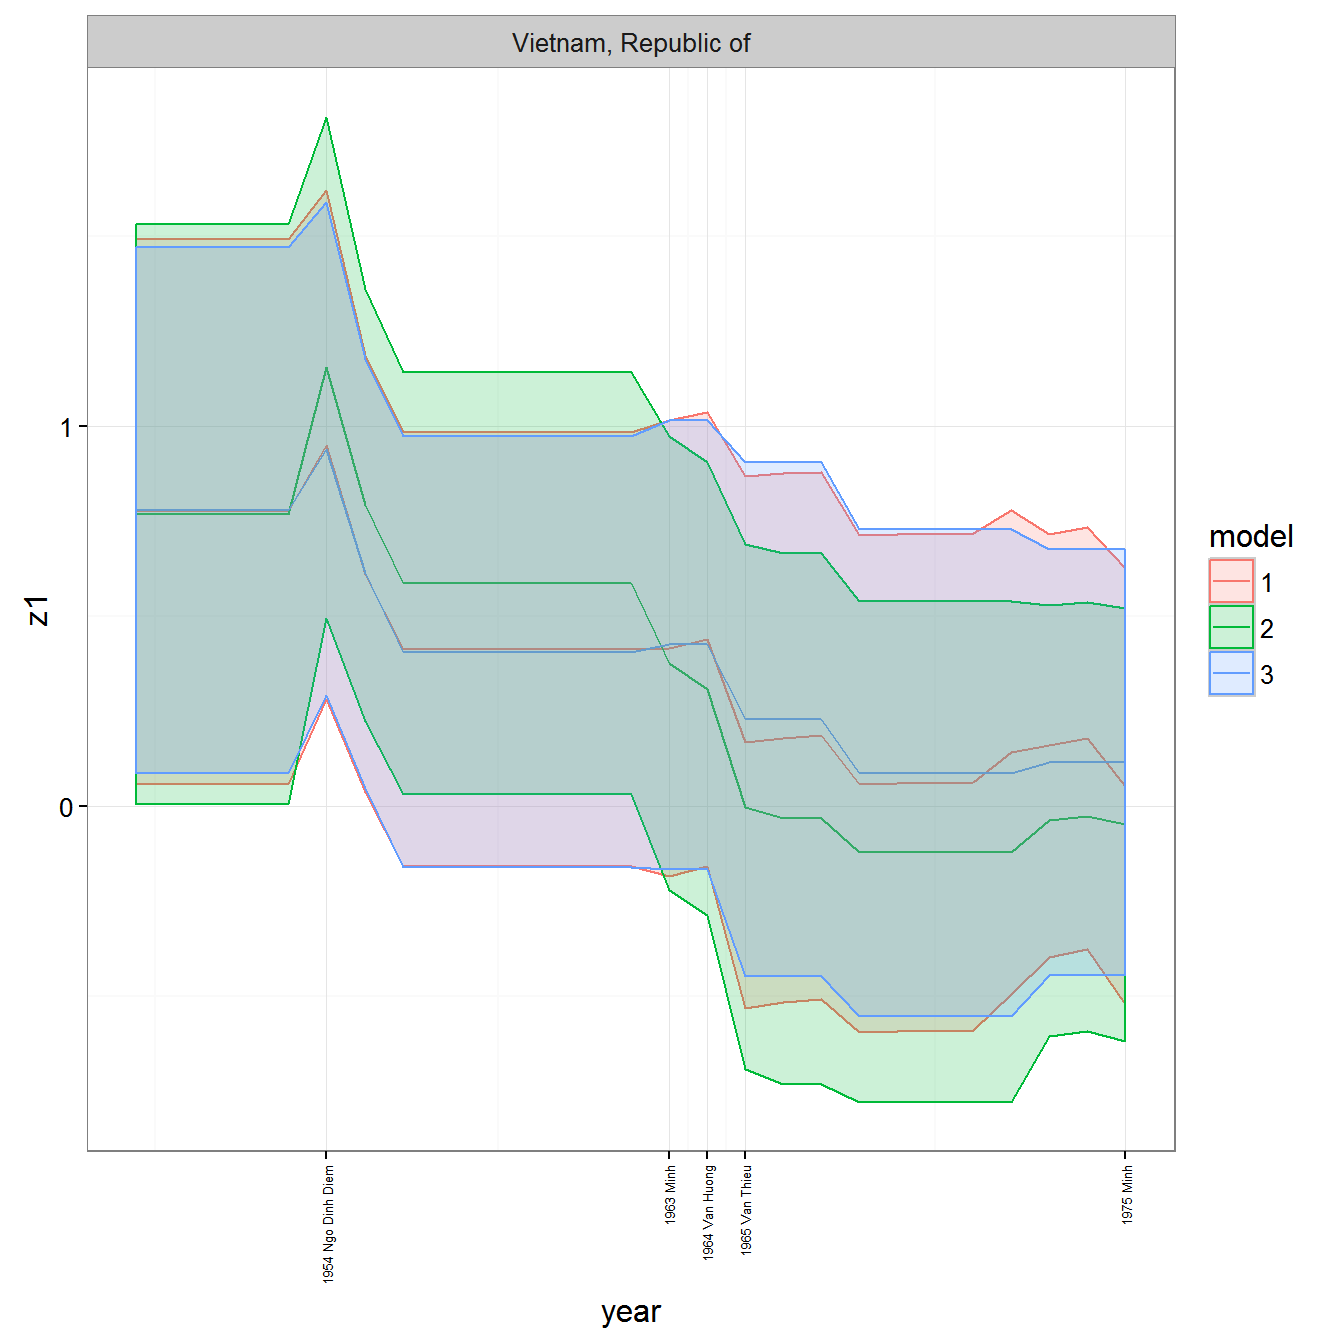 Vietnam, Republic of
z1
1
0
1954 Ngo Dinh Diem
1963 Minh
1964 Van Huong
1965 Van Thieu
1975 Minh
year
model
1
2
3